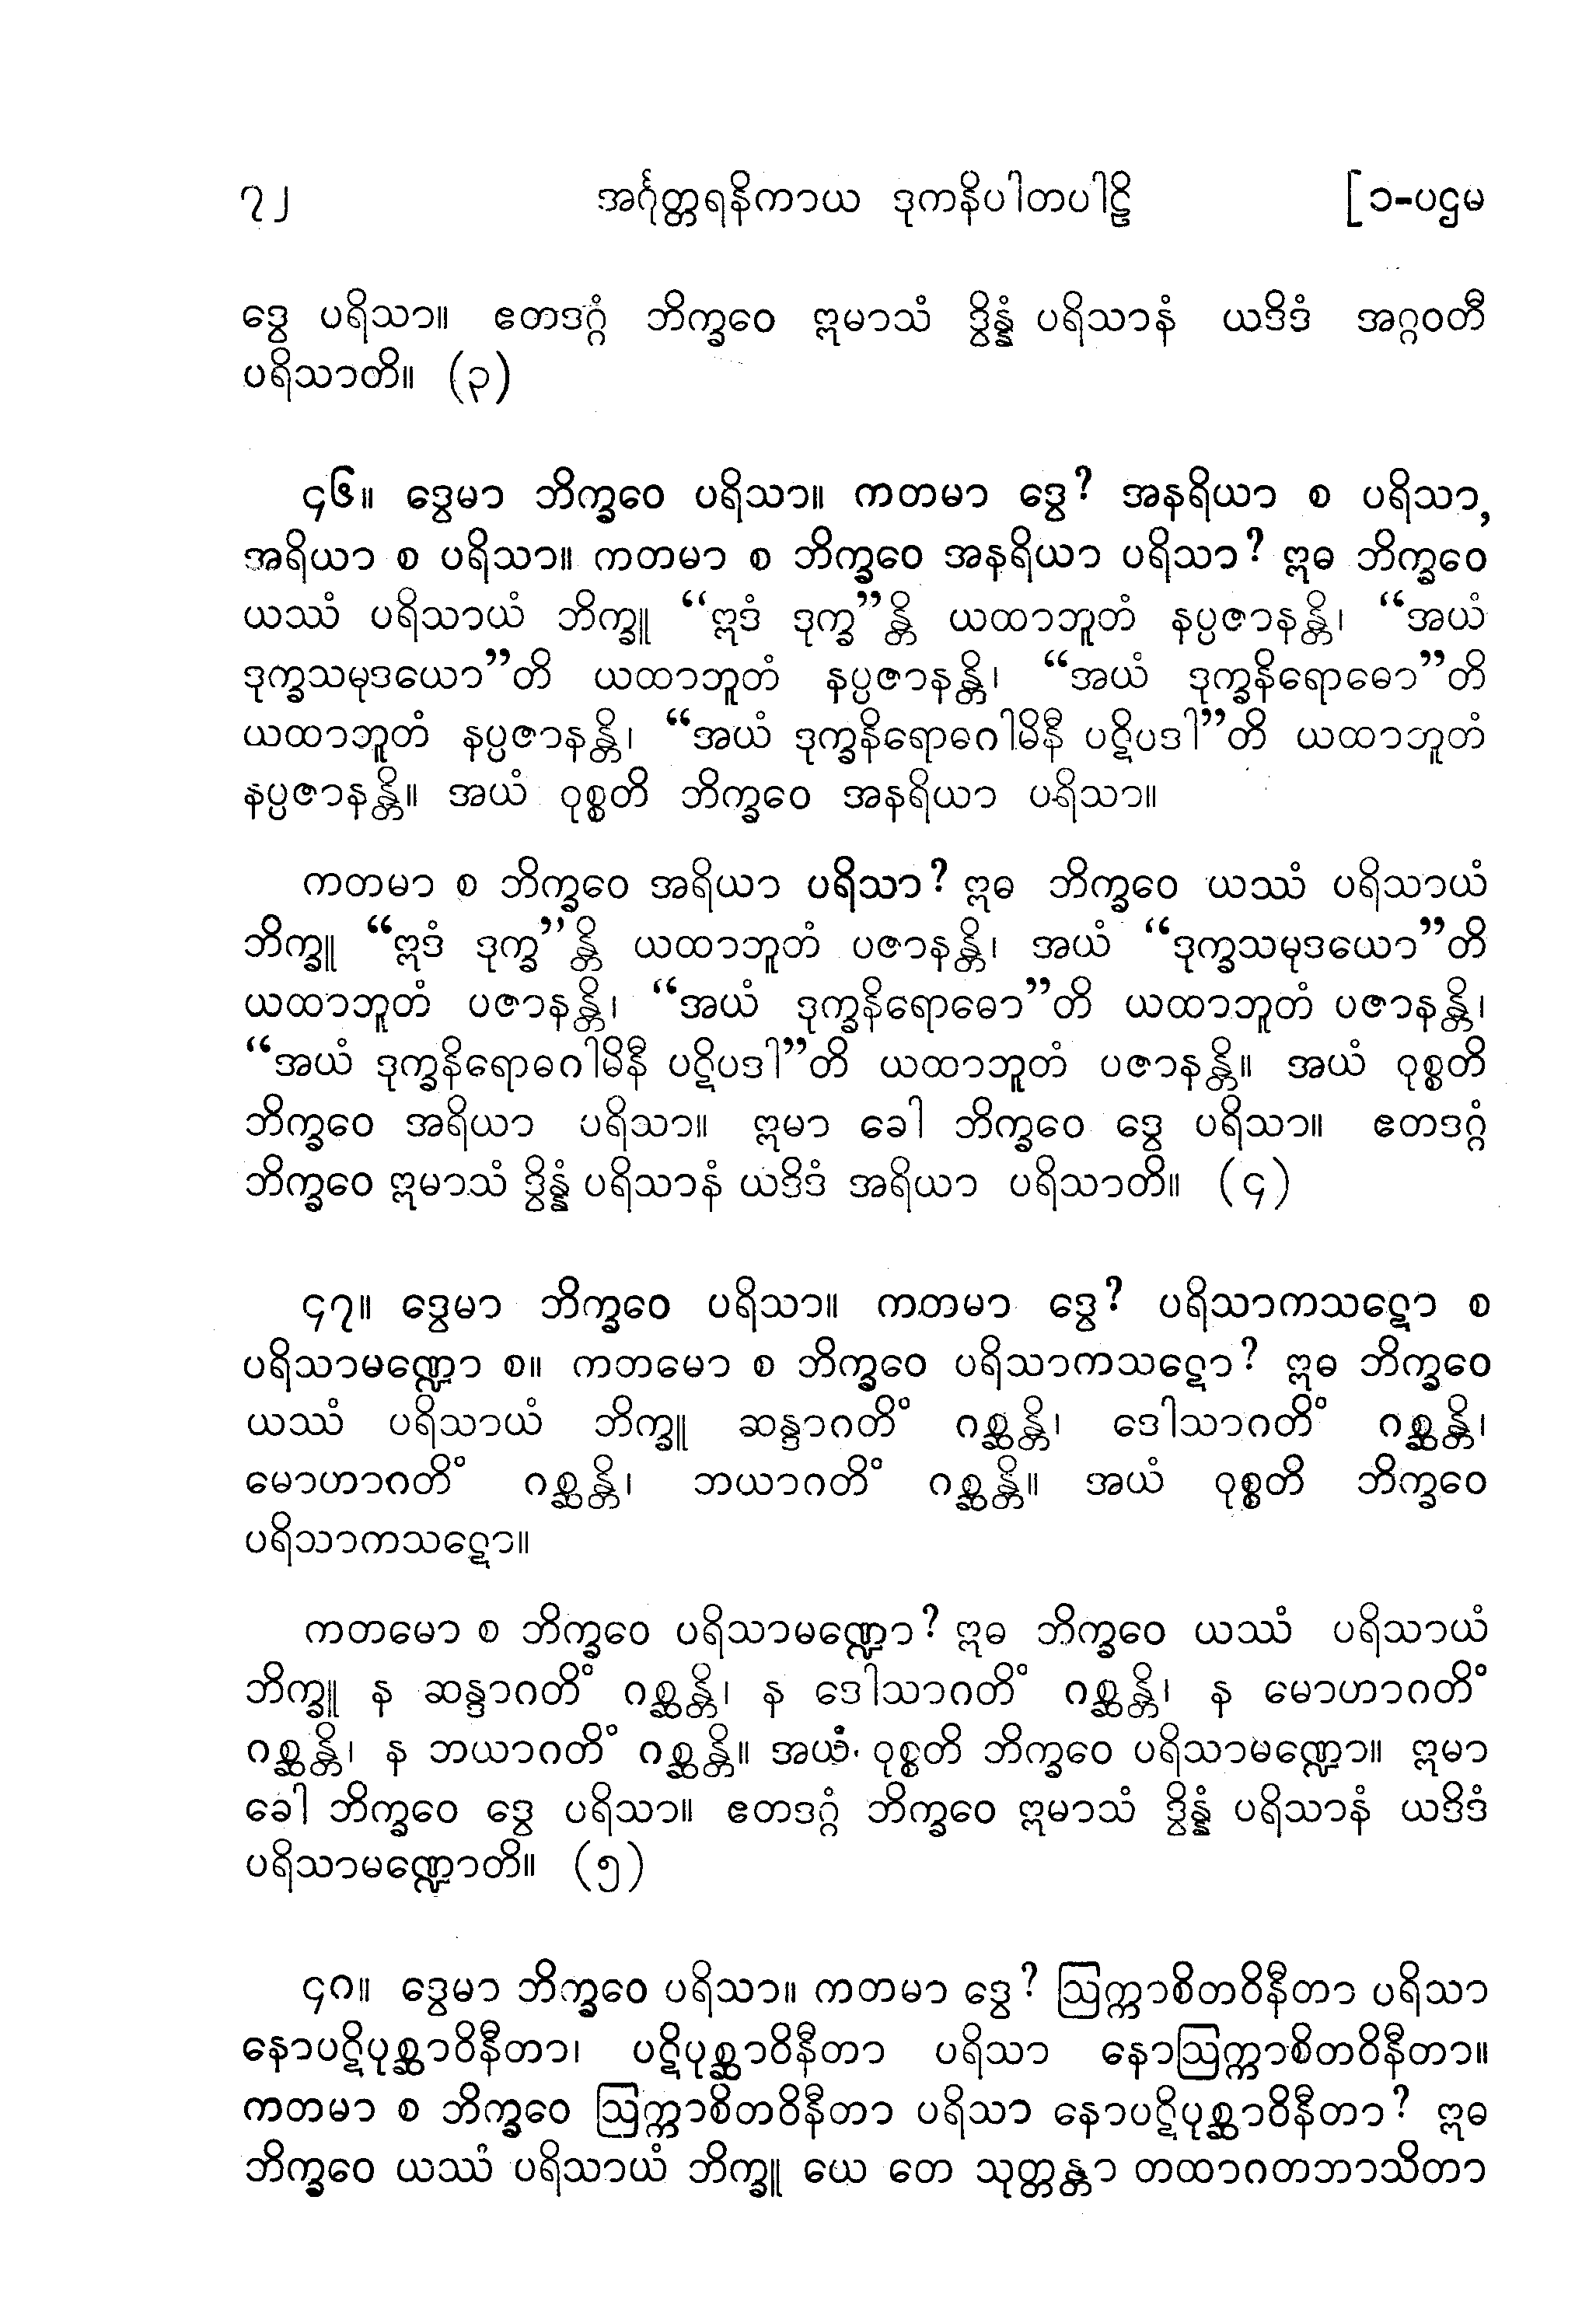 ၇၂ အင်္ဂုတ္တရနိကာယ ဒုကနိပါတပါဠိ [၁-ပဌမ
ဒွေ ပရိသာ။ ဧတဒဂ္ဂံ ဘိက္ခဝေ ဣမာသံ ဒွိန္နံ ပရိသာနံ ယဒိဒံ အဂ္ဂဝတီ
ပရိသာတိ။ (၃)
၄၆။ ဒွေမာ ဘိက္ခဝေ ပရိသာ။ ကတမာ ဒွေ? အနရိယာ စ ပရိသာ,
အရိယာ စ ပရိသာ။ ကတမာ စ ဘိက္ခဝေ အနရိယာ ပရိသာ? ဣဓ ဘိက္ခဝေ
ယဿံ ပရိသာယံ ဘိက္ခူ “ဣဒံ ဒုက္ခ”န္တိ ယထာဘူတံ နပ္ပဇာနန္တိ၊ “အယံ
ဒုက္ခသမုဒယော”တိ ယထာဘူတံ နပ္ပဇာနန္တိ၊ “အယံ ဒုက္ခနိရောဓော”တိ
ယထာဘူတံ နပ္ပဇာနန္တိ၊ “အယံ ဒုက္ခနိရောဓဂါမိနီ ပဋိပဒါ”တိ ယထာဘူတံ
နပ္ပဇာနန္တိ။ အယံ ဝုစ္စတိ ဘိက္ခဝေ အနရိယာ ပရိသာ။
ကတမာ စ ဘိက္ခဝေ အရိယာ ပရိသာ? ဣဓ ဘိက္ခဝေ ယဿံ ပရိသာယံ
ဘိက္ခူ “ဣဒံ ဒုက္ခ”န္တိ ယထာဘူတံ ပဇာနန္တိ၊ အယံ “ဒုက္ခသမုဒယော”တိ
ယထာဘူတံ ပဇာနန္တိ၊ “အယံ ဒုက္ခနိရောဓော”တိ ယထာဘူတံ ပဇာနန္တိ၊
“အယံ ဒုက္ခနိရောဓဂါမိနီ ပဋိပဒါ”တိ ယထာဘူတံ ပဇာနန္တိ။ အယံ ဝုစ္စတိ
ဘိက္ခဝေ အရိယာ ပရိသာ။ ဣမာ ခေါ ဘိက္ခဝေ ဒွေ ပရိသာ။ ဧတဒဂ္ဂံ
ဘိက္ခဝေ ဣမာသံ ဒွိန္နံ ပရိသာနံ ယဒိဒံ အရိယာ ပရိသာတိ။ (၄)
၄၇။ ဒွေမာ ဘိက္ခဝေ ပရိသာ။ ကတမာ ဒွေ? ပရိသာကသဋော စ
ပရိသာမဏ္ဍော စ။ ကတမော စ ဘိက္ခဝေ ပရိသာကသဋော? ဣဓ ဘိက္ခဝေ
ယဿံ ပရိသာယံ ဘိက္ခူ ဆန္ဒာဂတိံ ဂစ္ဆန္တိ၊ ဒေါသာဂတိံ ဂစ္ဆန္တိ၊
မောဟာဂတိံ ဂစ္ဆန္တိ၊ ဘယာဂတိံ ဂစ္ဆန္တိ။ အယံ ဝုစ္စတိ ဘိက္ခဝေ
ပရိသာကသဋော။
ကတမော စ ဘိက္ခဝေ ပရိသာမဏ္ဍော? ဣဓ ဘိက္ခဝေ ယဿံ ပရိသာယံ
ဘိက္ခူ န ဆန္ဒာဂတိံ ဂစ္ဆန္တိ၊ န ဒေါသာဂတိံ ဂစ္ဆန္တိ၊ န မောဟာဂတိံ
ဂစ္ဆန္တိ၊ န ဘယာဂတိံ ဂစ္ဆန္တိ။ အယံ ဝုစ္စတိ ဘိက္ခဝေ ပရိသာမဏ္ဍော။ ဣမာ
ခေါ ဘိက္ခဝေ ဒွေ ပရိသာ။ ဧတဒဂ္ဂံ ဘိက္ခဝေ ဣမာသံ ဒွိန္နံ ပရိသာနံ ယဒိဒံ
ပရိသာမဏ္ဍောတိ။ (၅)
၄၈။ ဒွေမာ ဘိက္ခဝေ ပရိသာ။ ကတမာ ဒွေ? ဩက္ကာစိတဝိနီတာ ပရိသာ
နောပဋိပုစ္ဆာဝိနီတာ၊ ပဋိပုစ္ဆာဝိနီတာ ပရိသာ နောဩက္ကာစိတဝိနီတာ။
ကတမာ စ ဘိက္ခဝေ ဩက္ကာစိတဝိနီတာ ပရိသာ နောပဋိပုစ္ဆာဝိနီတာ? ဣဓ
ဘိက္ခဝေ ယဿံ ပရိသာယံ ဘိက္ခူ ယေ တေ သုတ္တန္တာ တထာဂတဘာသိတာ